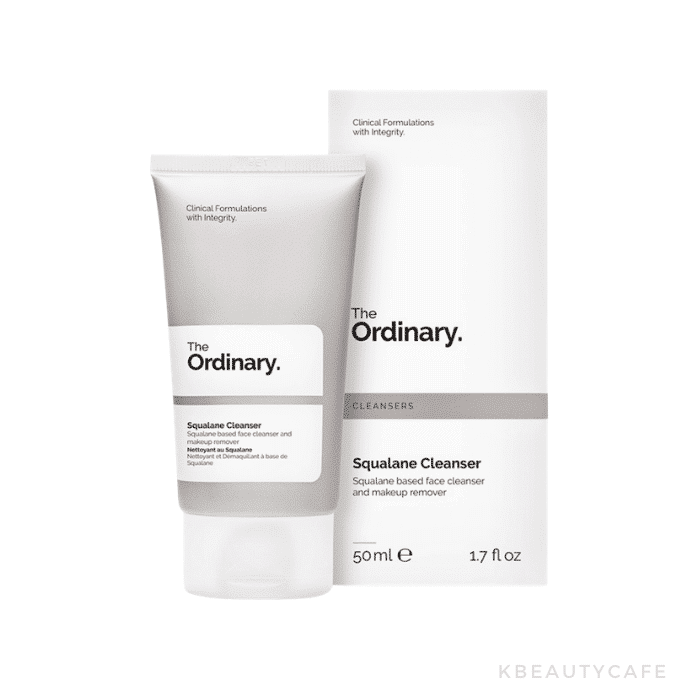 Clinical Formulations
with Integrity.
The
Ordinary.
Squalane Cleanser
Squalane based face cleanser and
makeup remover
Nettoyant au Squalane
Nettoyant et Démaquillant à base de
Squalane
Clinical Formulations
with Integrity.
The
Ordinary.
CLEANSERS
Squalane Cleanser
Squalane based face cleanser
and makeup remover
50 ml ℮ 1.7 fl oz
KBEAUTYCAFE